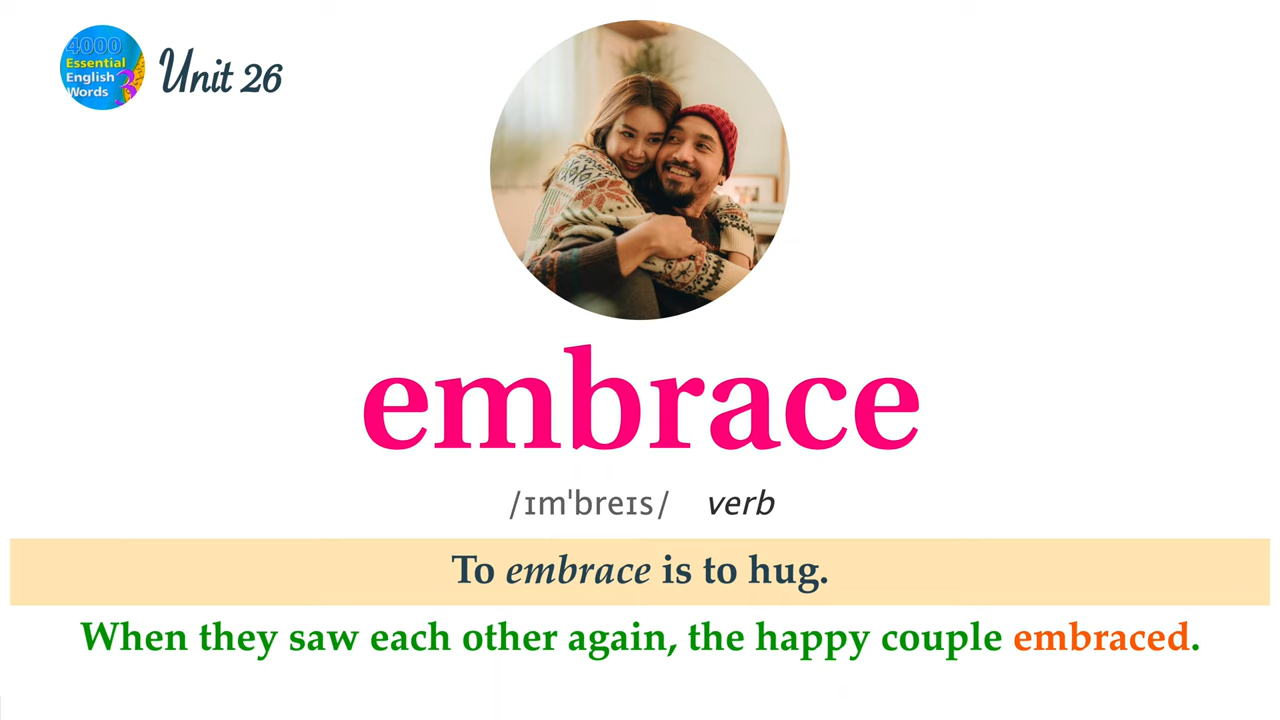 4000
Essential
English
Words 3
Unit 26
embrace
/ɪmˈbreɪs/ verb
To embrace is to hug.
When they saw each other again, the happy couple embraced.